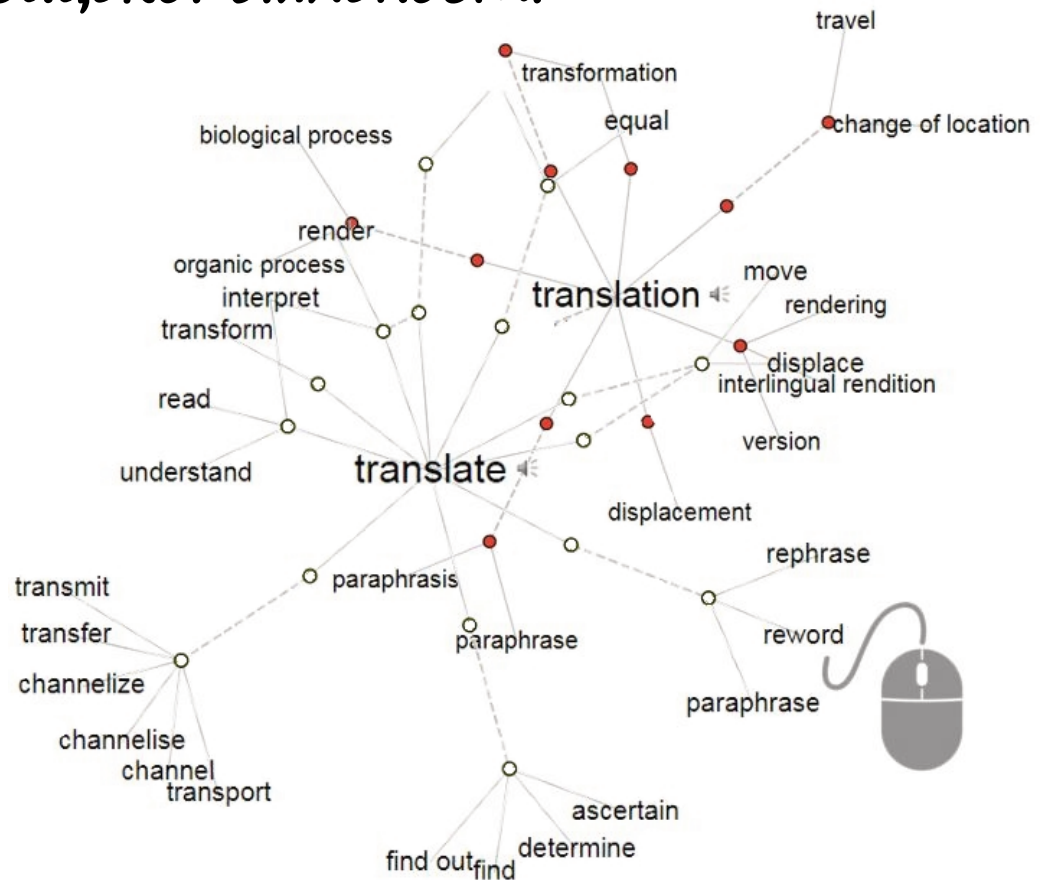 travel
transformation
equal
change of location
biological process
render
organic process
interpret
transform
translation
move
rendering
displace
interlingual rendition
version
read
understand
translate
displacement
rephrase
transmit
paraphrasis
transfer
paraphrase
reword
channelize
paraphrase
channelise
channel
transport
ascertain
determine
find out
find